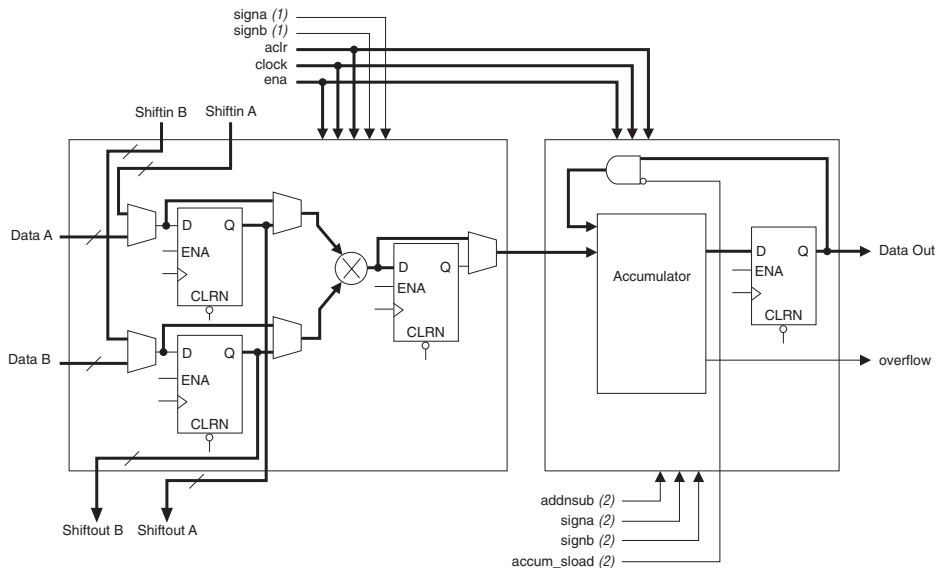 signa (1)
signb (1)
aclr
clock
ena
Shiftin B
Shiftin A
Data A
D
Q
ENA
CLRN
Data B
D
Q
ENA
CLRN
D
Q
ENA
CLRN
Accumulator
D
Q
ENA
CLRN
Data Out
overflow
Shiftout B
Shiftout A
addnsub (2)
signa (2)
signb (2)
accum_sload (2)